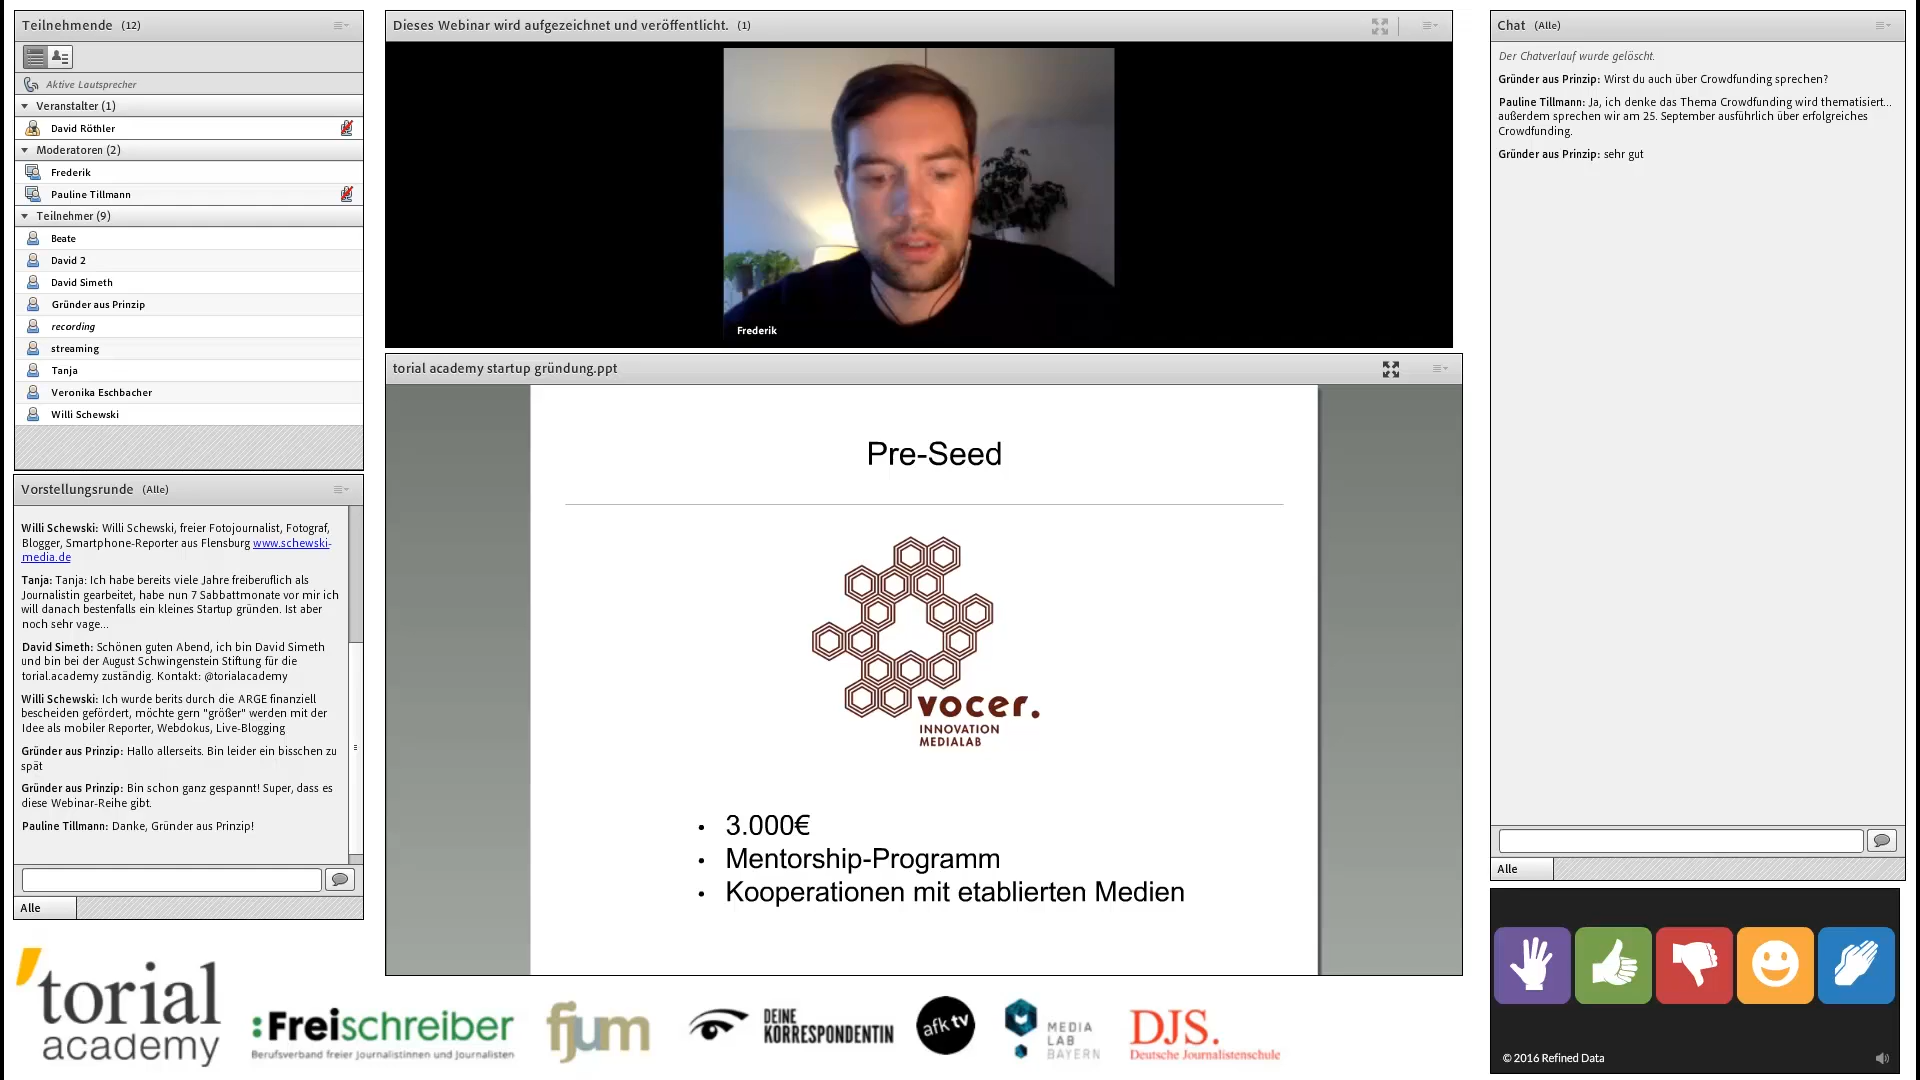 Teilnehmende (12)
Aktive Lautsprecher
Veranstalter (1)
David Röthler
Moderatoren (2)
Frederik
Pauline Tillmann
Teilnehmer (9)
Beate
David 2
David Simeth
Gründer aus Prinzip
recording
streaming
Tanja
Veronika Eschbacher
Willi Schewski
Vorstellungsrunde (Alle)
Willi Schewski: Willi Schewski, freier Fotojournalist, Fotograf,
Blogger, Smartphone-Reporter aus Flensburg www.schewski-
media.de
Tanja: Tanja: Ich habe bereits viele Jahre freiberuflich als
Journalistin gearbeitet, habe nun 7 Sabbattmonate vor mir ich
will danach bestenfalls ein kleines Startup gründen. Ist aber
noch sehr vage...
David Simeth: Schönen guten Abend, ich bin David Simeth
und bin bei der August Schwingenstein Stiftung für die
torial.academy zuständig. Kontakt: @torialacademy
Willi Schewski: Ich wurde berits durch die ARGE finanziell
bescheiden gefördert, möchte gern "größer" werden mit der
Idee als mobiler Reporter, Webdokus, Live-Blogging
Gründer aus Prinzip: Hallo allerseits. Bin leider ein bisschen zu
spät
Gründer aus Prinzip: Bin schon ganz gespannt! Super, dass es
diese Webinar-Reihe gibt.
Pauline Tillmann: Danke, Gründer aus Prinzip!
Alle
Dieses Webinar wird aufgezeichnet und veröffentlicht. (1)
Frederik
torial academy startup gründung.ppt
Pre-Seed
vocer.
INNOVATION
MEDIALAB
• 3.000€
• Mentorship-Programm
• Kooperationen mit etablierten Medien
Chat (Alle)
Der Chatverlauf wurde gelöscht.
Gründer aus Prinzip: Wirst du auch über Crowdfunding sprechen?
Pauline Tillmann: Ja, ich denke das Thema Crowdfunding wird thematisiert...
außerdem sprechen wir am 25. September ausführlich über erfolgreiches
Crowdfunding.
Gründer aus Prinzip: sehr gut
Alle
© 2016 Refined Data
'torial
academy
:Freischreiber
Berufsverband freier Journalistinnen und Journalisten
fjum
DEINE
KORRESPONDENTIN
afk tv
MEDIA
LAB
BAYERN
DJS.
Deutsche Journalistenschule